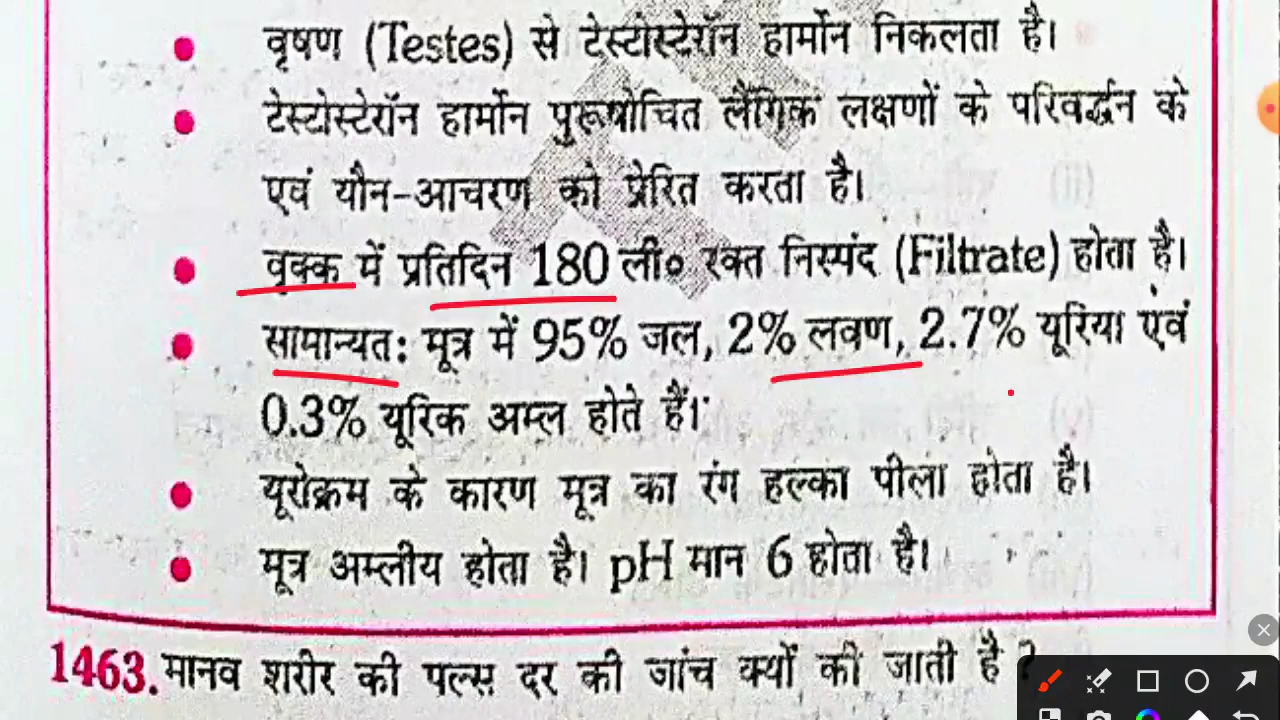 वृषण (Testes) से टेस्टोस्टेरॉन हार्मोन निकलता है।
टेस्टोस्टेरॉन हार्मोन पुरूषोचित लैंगिक लक्षणों के परिवर्द्धन के
एवं यौन-आचरण को प्रेरित करता है।
वृक्क में प्रतिदिन 180 ली० रक्त निस्पंद (Filtrate) होता है।
सामान्यत: मूत्र में 95% जल, 2% लवण, 2.7% यूरिया एंवं
0.3% यूरिक अम्ल होते हैं।
यूरोक्रम के कारण मूत्र का रंग हल्का पीला होता है।
मूत्र अम्लीय होता है। pH मान 6 होता है।
1463. मानव शरीर की पल्स दर की जांच क्यों की जाती है ?